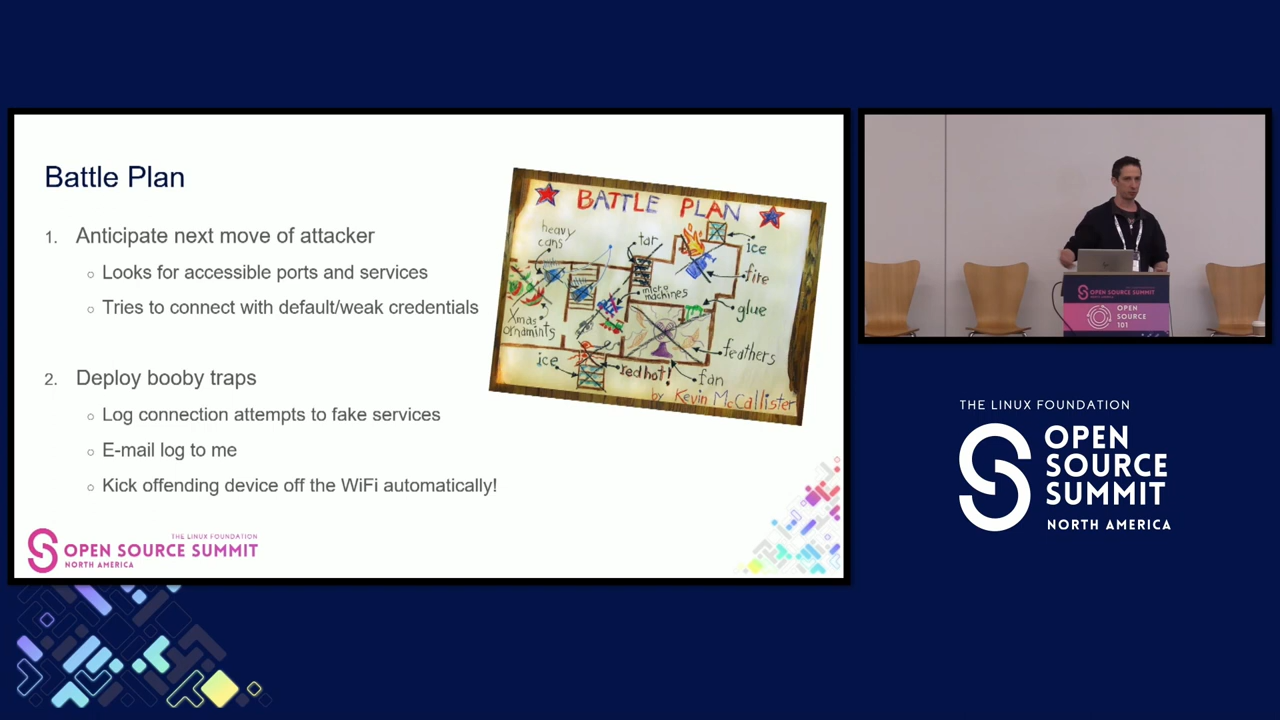 Battle Plan
1. Anticipate next move of attacker
○ Looks for accessible ports and services
○ Tries to connect with default/weak credentials
2. Deploy booby traps
○ Log connection attempts to fake services
○ E-mail log to me
○ Kick offending device off the WiFi automatically!
BATTLE PLAN
heavy
cans
tar
ice
fire
micro
machines
glue
Xmas
ornamints
feathers
ice
red hot!
fan
by Kevin McCallister
THE LINUX FOUNDATION
OPEN SOURCE SUMMIT
NORTH AMERICA
OPEN SOURCE SUMMIT
OPEN
SOURCE
101
THE LINUX FOUNDATION
OPEN
SOURCE
SUMMIT
NORTH AMERICA